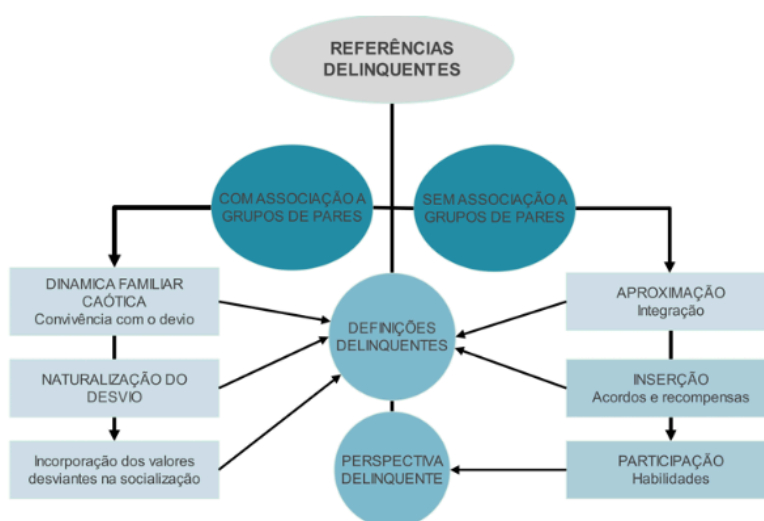 REFERÊNCIAS
DELINQUENTES
COM ASSOCIAÇÃO A
GRUPOS DE PARES
SEM ASSOCIAÇÃO A
GRUPOS DE PARES
DINAMICA FAMILIAR
CAÓTICA
Convivência com o devio
NATURALIZAÇÃO DO
DESVIO
Incorporação dos valores
desviantes na socialização
DEFINIÇÕES
DELINQUENTES
PERSPECTIVA
DELINQUENTE
APROXIMAÇÃO
Integração
INSERÇÃO
Acordos e recompensas
PARTICIPAÇÃO
Habilidades